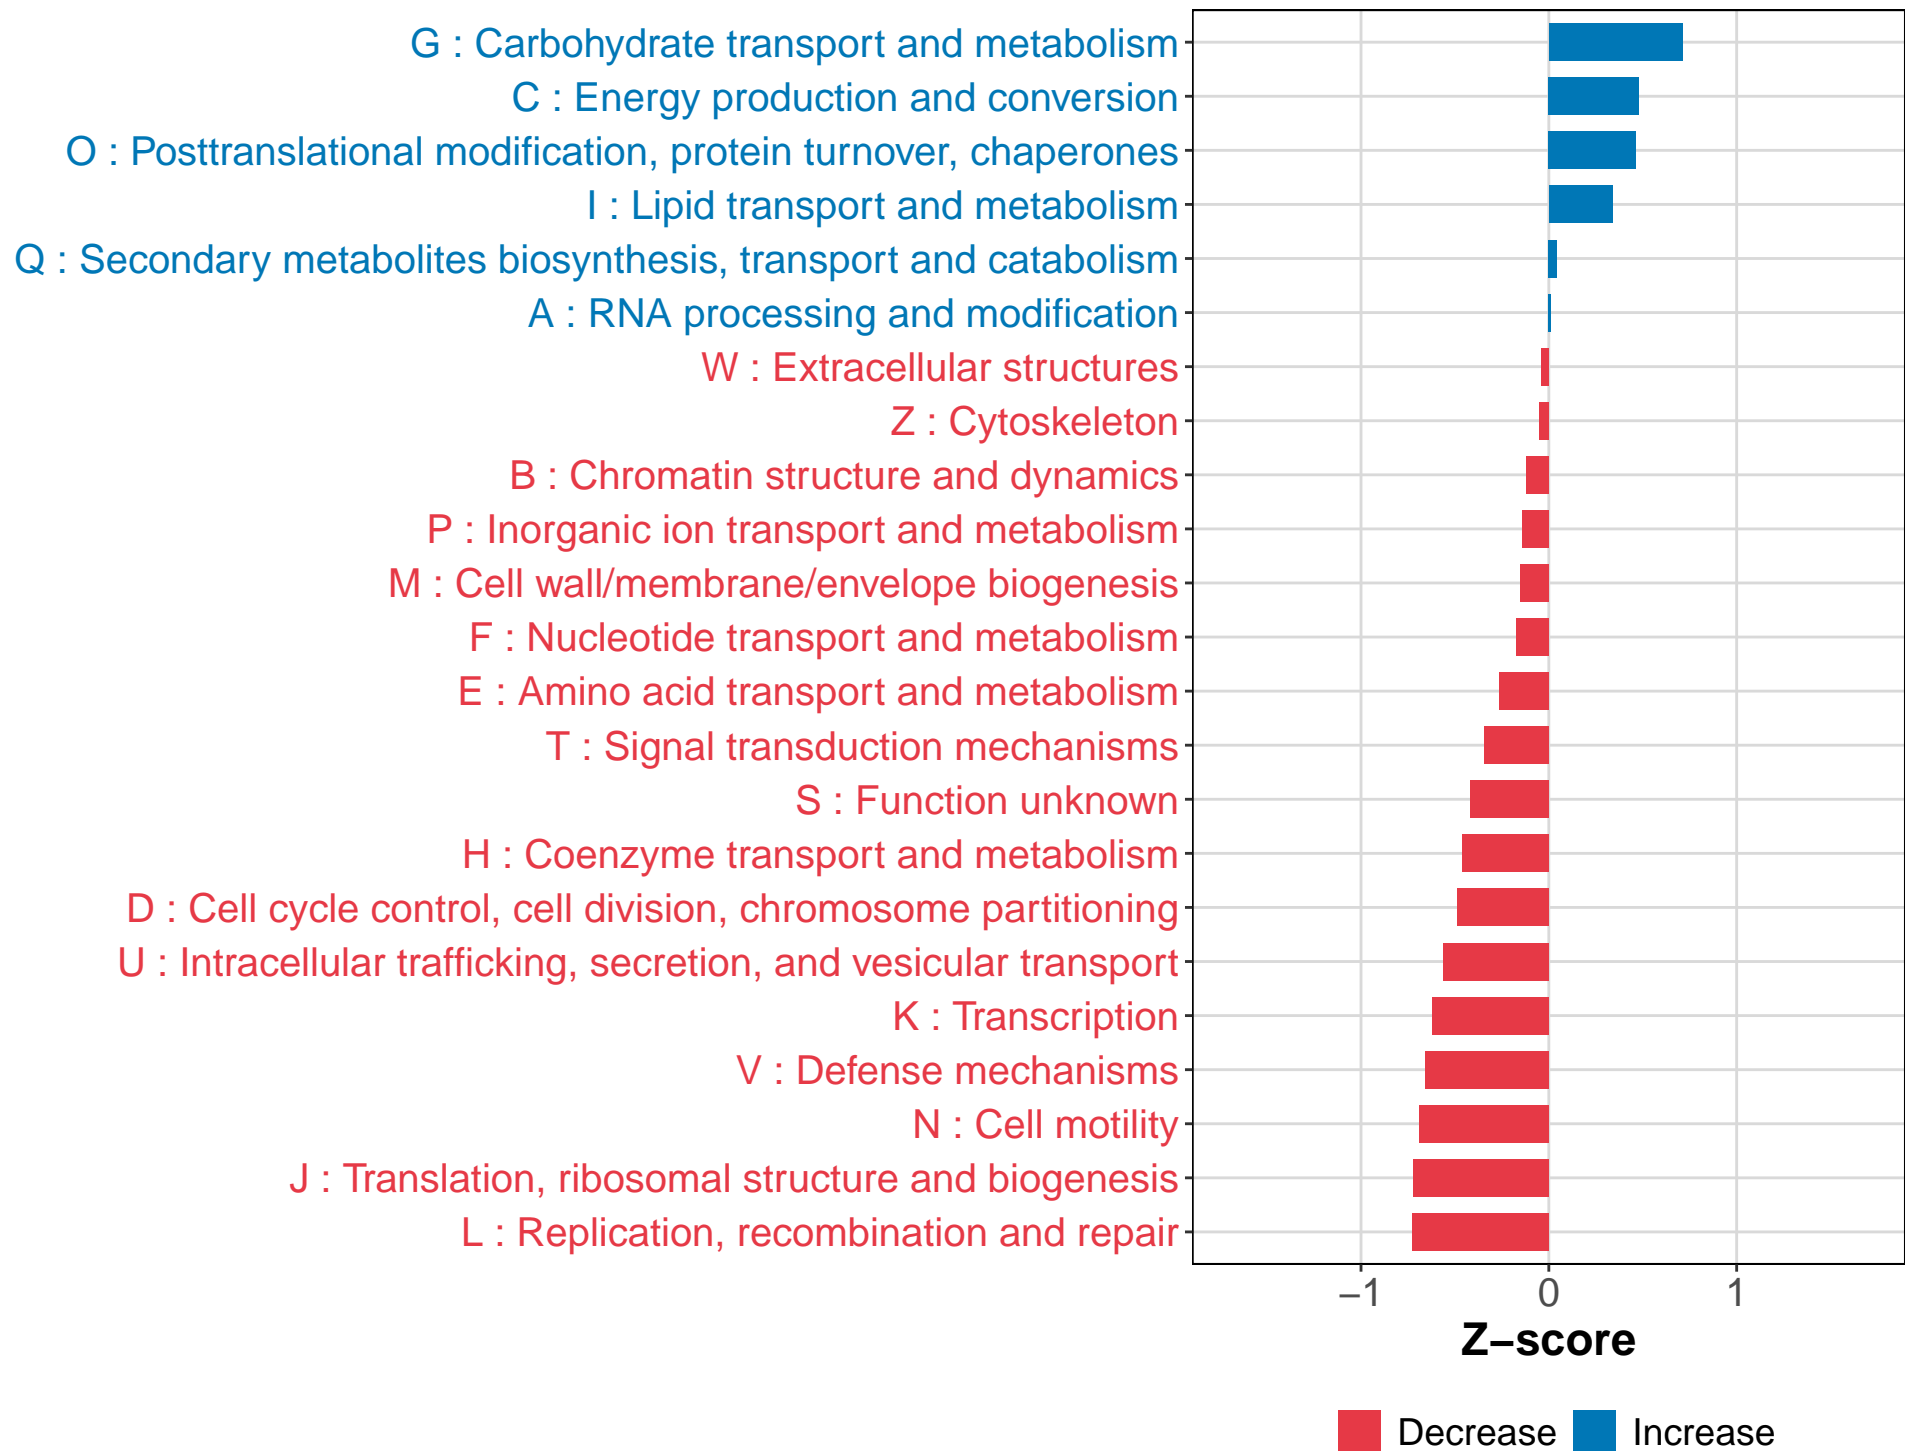 G : Carbohydrate transport and metabolism
C : Energy production and conversion
O : Posttranslational modification, protein turnover, chaperones
I : Lipid transport and metabolism
Q : Secondary metabolites biosynthesis, transport and catabolism
A : RNA processing and modification
W : Extracellular structures
Z : Cytoskeleton
B : Chromatin structure and dynamics
P : Inorganic ion transport and metabolism
M : Cell wall/membrane/envelope biogenesis
F : Nucleotide transport and metabolism
E : Amino acid transport and metabolism
T : Signal transduction mechanisms
S : Function unknown
H : Coenzyme transport and metabolism
D : Cell cycle control, cell division, chromosome partitioning
U : Intracellular trafficking, secretion, and vesicular transport
K : Transcription
V : Defense mechanisms
N : Cell motility
J : Translation, ribosomal structure and biogenesis
L : Replication, recombination and repair
−1 0 1
Z−score
Decrease Increase